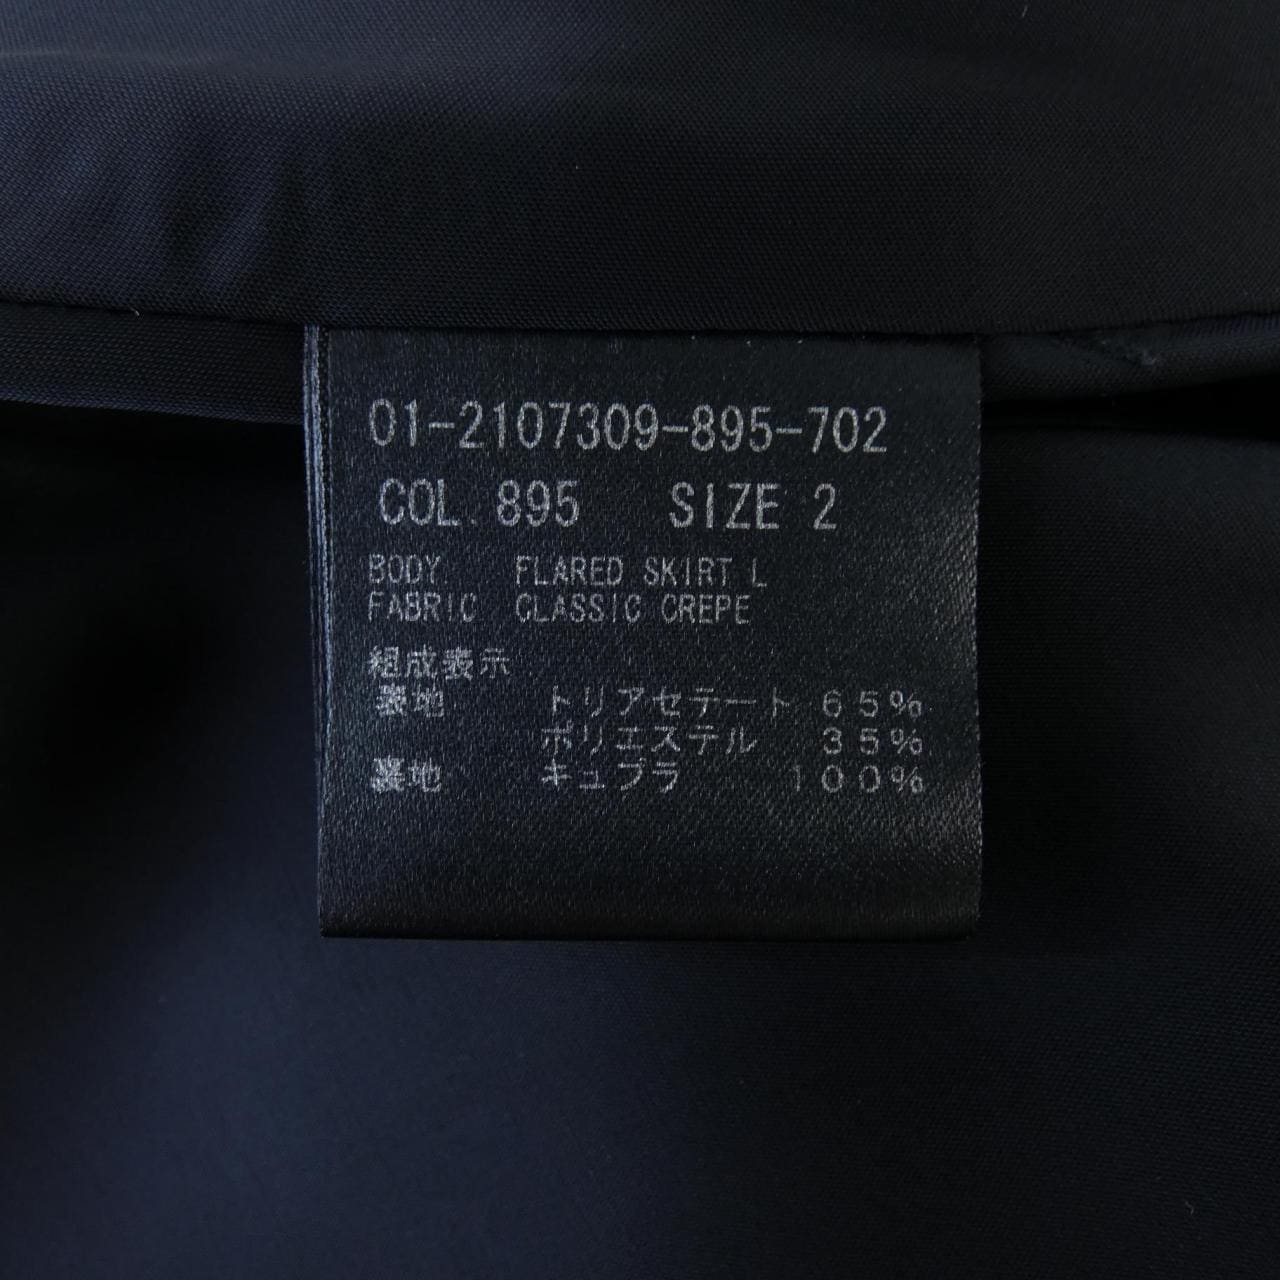 01-2107309-895-702
COL. 895 SIZE 2
BODY FLARED SKIRT L
FABRIC CLASSIC CREPE
組成表示
表地 トリアセテート 65%
ポリエステル 35%
裏地 キュプラ 100%